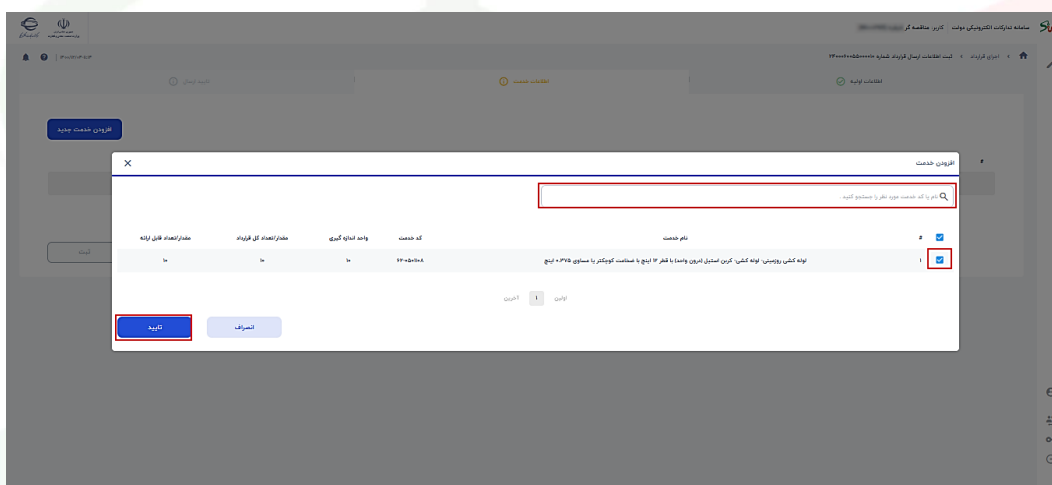 سامانه تدارکات الکترونیکی دولت
کاربر: مناقصه گر
اجرای قرارداد
ثبت اطلاعات ارسال قرارداد شماره
اطلاعات اولیه
اطلاعات خدمت
تایید ارسال
افزودن خدمت جدید
#
افزودن خدمت
نام یا کد خدمت مورد نظر را جستجو کنید
# نام خدمت کد خدمت واحد اندازه گیری مقدار/تعداد کل قرارداد مقدار/تعداد قابل ارائه
۱ لوله کشی روزمینی- لوله کشی- کربن استیل (درون واحد) با قطر ۱۲ اینچ با ضخامت کوچکتر یا مساوی ۰.۳۷۵ اینچ ۱۰ ۱۰ ۱۰
اولین ۱ آخرین
انصراف
تایید
ثبت